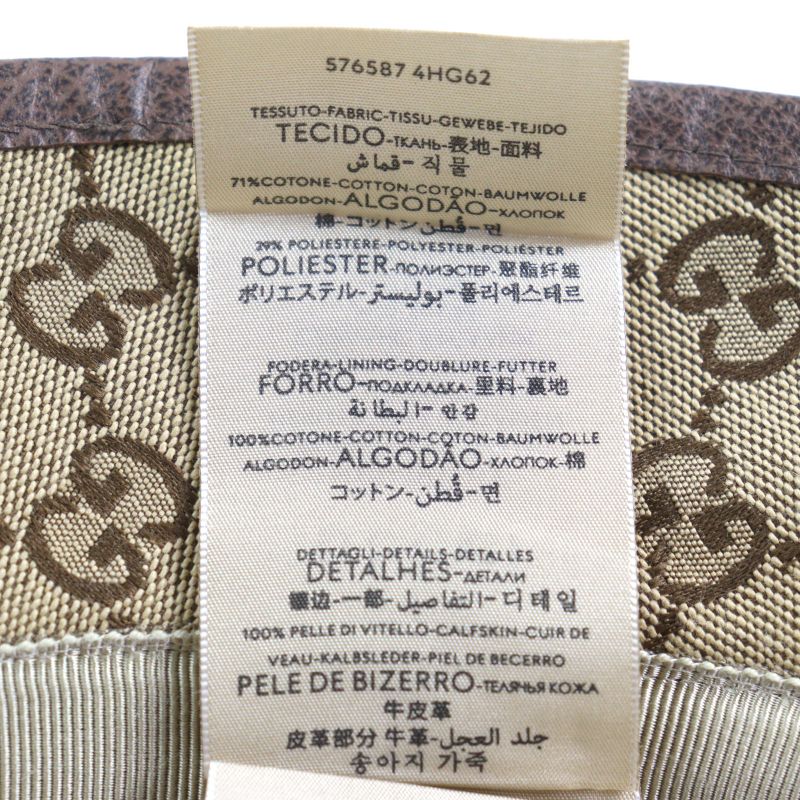 576587 4HG62
TESSUTO-FABRIC-TISSU-GEWEBE-TEJIDO
TECIDO-ТКАНЬ-表地-面料
قماش-직물
71%COTONE-COTTON-COTON-BAUMWOLLE
ALGODON-ALGODÃO-ХЛОПОК-
棉-コットン-قُطن-면
29% POLIESTERE-POLYESTER-POLIÉSTER
POLIESTER-ПОЛИЭСТЕР-聚酯纤维
ポリエステル-بوليستر-폴리에스테르
FODERA-LINING-DOUBLURE-FUTTER
FORRO-ПОДКЛАДКА-里料-裏地
البطانة-안감
100%COTONE-COTTON-COTON-BAUMWOLLE
ALGODON-ALGODÃO-ХЛОПОК-棉
コットン-قُطن-면
DETTAGLI-DETAILS-DETALLES
DETALHES-ДЕТАЛИ
镶边-一部-التفاصيل-디테일
100% PELLE DI VITELLO-CALFSKIN-CUIR DE
VEAU-KALBSLEDER-PIEL DE BECERRO
PELE DE BIZERRO-ТЕЛЯЧЬЯ КОЖА
牛皮革
皮革部分 牛革-جلد العجل-
송아지 가죽